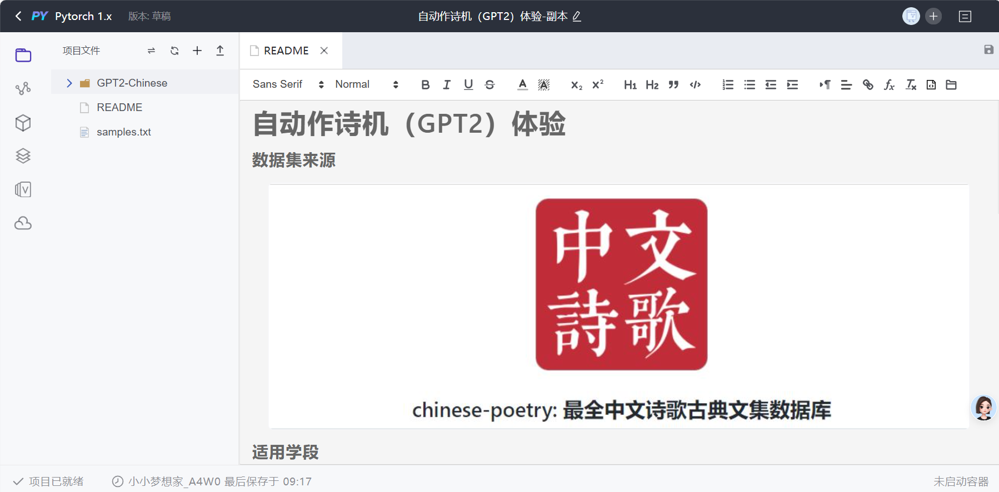 PY Pytorch 1.x 版本: 草稿 自动作诗机（GPT2）体验-副本
项目文件
GPT2-Chinese
README
samples.txt
README
Sans Serif Normal B I U S A A X₂ X² H₁ H₂
自动作诗机（GPT2）体验
数据集来源
中文
詩歌
chinese-poetry: 最全中文诗歌古典文集数据库
适用学段
项目已就绪 小小梦想家_A4W0 最后保存于 09:17 未启动容器